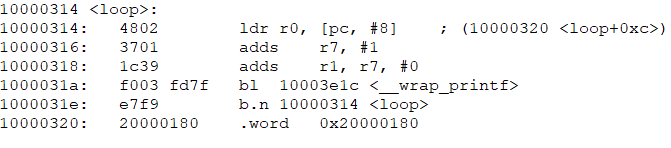 10000314 <loop>:
10000314: 4802 ldr r0, [pc, #8] ; (10000320 <loop+0xc>)
10000316: 3701 adds r7, #1
10000318: 1c39 adds r1, r7, #0
1000031a: f003 fd7f bl 10003e1c <__wrap_printf>
1000031e: e7f9 b.n 10000314 <loop>
10000320: 20000180 .word 0x20000180